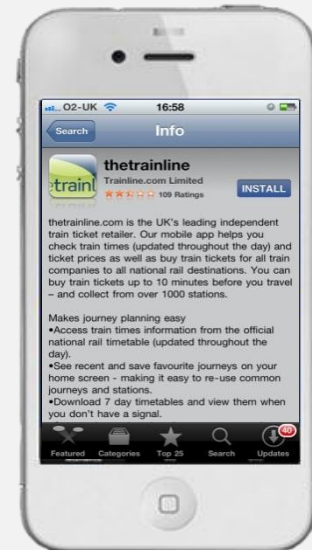 O2-UK 16:58
Search Info
etrainl
thetrainline
Trainline.com Limited
109 Ratings
INSTALL
thetrainline.com is the UK's leading independent
train ticket retailer. Our mobile app helps you
check train times (updated throughout the day) and
ticket prices as well as buy train tickets for all train
companies to all national rail destinations. You can
buy train tickets up to 10 minutes before you travel
– and collect from over 1000 stations.
Makes journey planning easy
•Access train times information from the official
national rail timetable (updated throughout the
day).
•See recent and save favourite journeys on your
home screen - making it easy to re-use common
journeys and stations.
•Download 7 day timetables and view them when
you don't have a signal.
40
Featured Categories Top 25 Search Updates